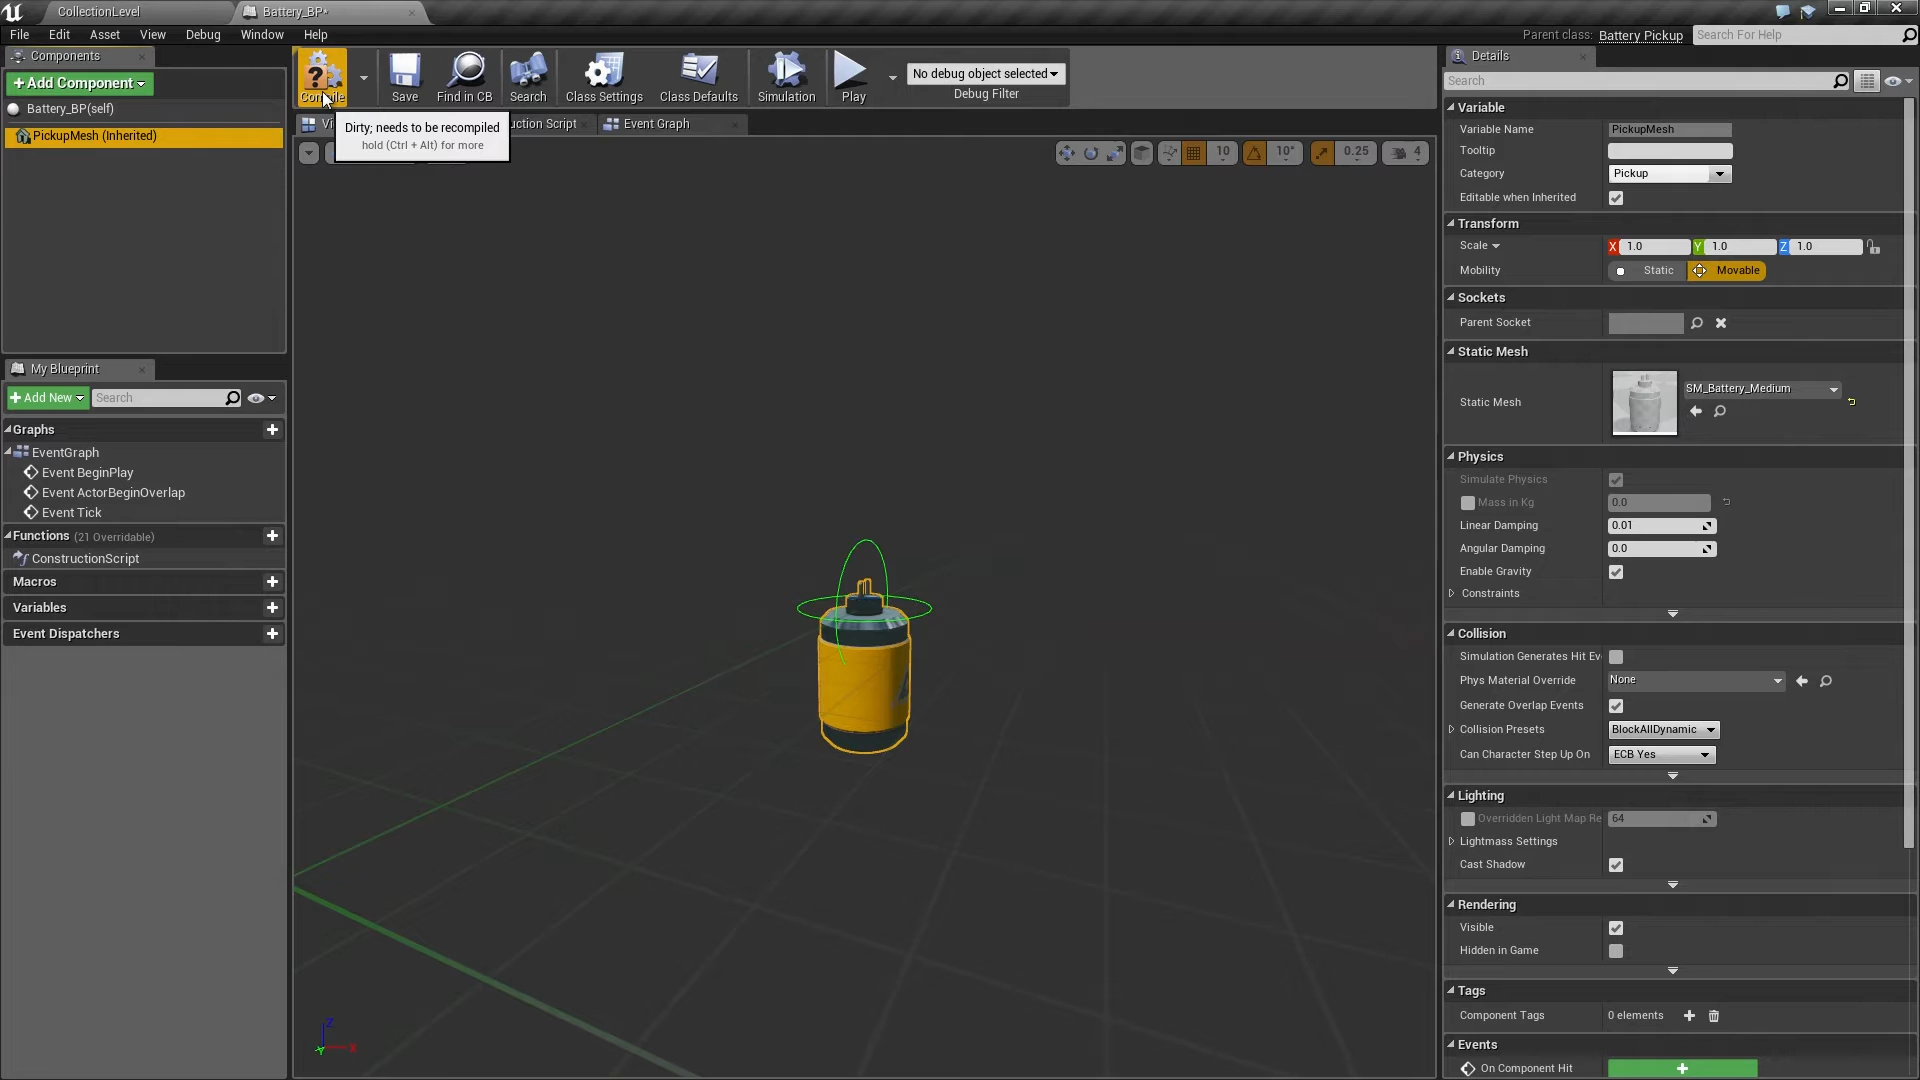 CollectionLevel
Battery_BP*
File Edit Asset View Debug Window Help
Parent class: Battery Pickup
Search For Help
Components
+Add Component
Battery_BP(self)
PickupMesh (Inherited)
My Blueprint
+Add New
Search
Graphs
EventGraph
Event BeginPlay
Event ActorBeginOverlap
Event Tick
Functions (21 Overridable)
ConstructionScript
Macros
Variables
Event Dispatchers
Compile
Save
Find in CB
Search
Class Settings
Class Defaults
Simulation
Play
No debug object selected
Debug Filter
Vi
uction Script
Event Graph
Dirty; needs to be recompiled
hold (Ctrl + Alt) for more
10
10°
0.25
4
Z
X
Y
Details
Search
Variable
Variable Name PickupMesh
Tooltip
Category Pickup
Editable when Inherited
Transform
Scale X 1.0 Y 1.0 Z 1.0
Mobility Static Movable
Sockets
Parent Socket
Static Mesh
Static Mesh SM_Battery_Medium
Physics
Simulate Physics
Mass in Kg 0.0
Linear Damping 0.01
Angular Damping 0.0
Enable Gravity
Constraints
Collision
Simulation Generates Hit Ev
Phys Material Override None
Generate Overlap Events
Collision Presets BlockAllDynamic
Can Character Step Up On ECB Yes
Lighting
Overridden Light Map Re 64
Lightmass Settings
Cast Shadow
Rendering
Visible
Hidden in Game
Tags
Component Tags 0 elements
Events
On Component Hit +